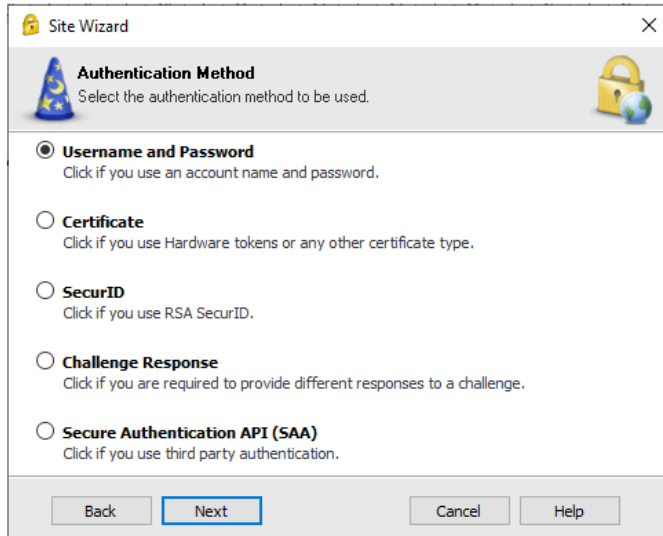 Site Wizard
Authentication Method
Select the authentication method to be used.
Username and Password
Click if you use an account name and password.
Certificate
Click if you use Hardware tokens or any other certificate type.
SecurID
Click if you use RSA SecurID.
Challenge Response
Click if you are required to provide different responses to a challenge.
Secure Authentication API (SAA)
Click if you use third party authentication.
Back Next Cancel Help